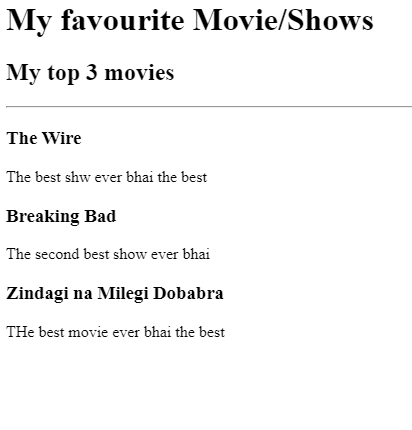 My favourite Movie/Shows
My top 3 movies
The Wire
The best shw ever bhai the best
Breaking Bad
The second best show ever bhai
Zindagi na Milegi Dobabra
THe best movie ever bhai the best